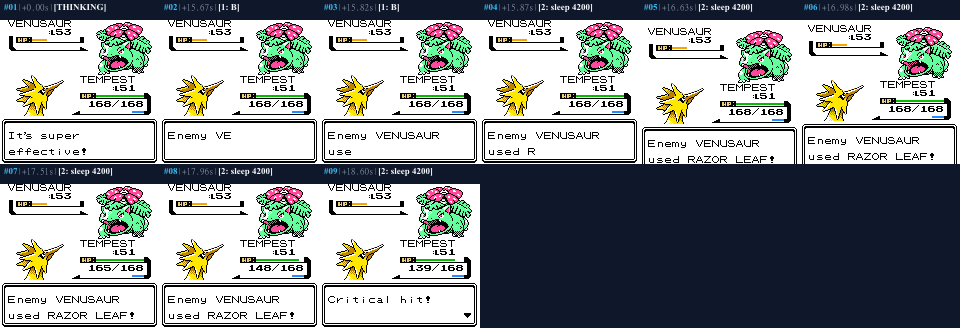 #01|+0.00s|[THINKING]
VENUSAUR
:L53
HP:
TEMPEST
:L51
HP:
168/168
It's super
effective!
#02|+15.67s|[1: B]
VENUSAUR
:L53
HP:
TEMPEST
:L51
HP:
168/168
Enemy VE
#03|+15.82s|[1: B]
VENUSAUR
:L53
HP:
TEMPEST
:L51
HP:
168/168
Enemy VENUSAUR
use
#04|+15.87s|[2: sleep 4200]
VENUSAUR
:L53
HP:
TEMPEST
:L51
HP:
168/168
Enemy VENUSAUR
used R
#05|+16.63s|[2: sleep 4200]
VENUSAUR
:L53
HP:
TEMPEST
:L51
HP:
168/168
Enemy VENUSAUR
used RAZOR LEAF!
#06|+16.98s|[2: sleep 4200]
VENUSAUR
:L53
HP:
TEMPEST
:L51
HP:
168/168
Enemy VENUSAUR
used RAZOR LEAF!
#07|+17.51s|[2: sleep 4200]
VENUSAUR
:L53
HP:
TEMPEST
:L51
HP:
165/168
Enemy VENUSAUR
used RAZOR LEAF!
#08|+17.96s|[2: sleep 4200]
VENUSAUR
:L53
HP:
TEMPEST
:L51
HP:
148/168
Enemy VENUSAUR
used RAZOR LEAF!
#09|+18.60s|[2: sleep 4200]
VENUSAUR
:L53
HP:
TEMPEST
:L51
HP:
139/168
Critical hit!